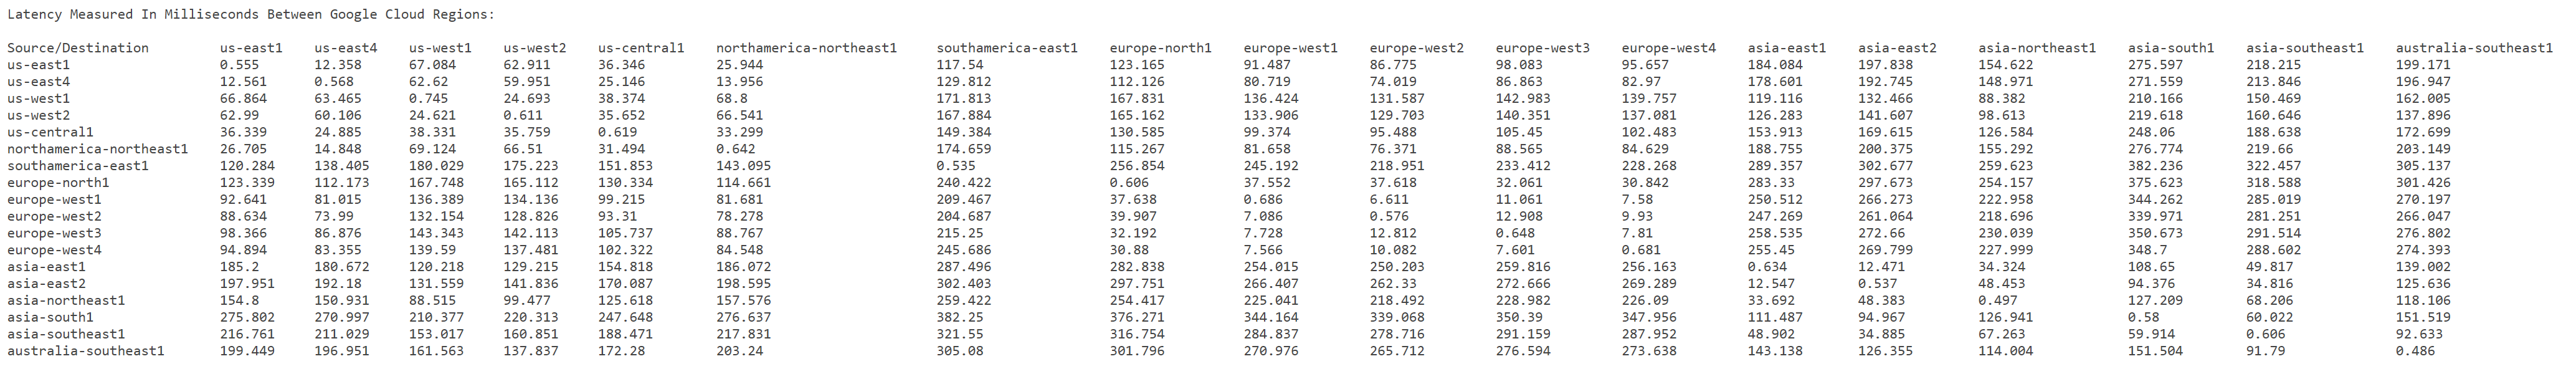 Latency Measured In Milliseconds Between Google Cloud Regions:
Source/Destination us-east1 us-east4 us-west1 us-west2 us-central1 northamerica-northeast1 southamerica-east1 europe-north1 europe-west1 europe-west2 europe-west3 europe-west4 asia-east1 asia-east2 asia-northeast1 asia-south1 asia-southeast1 australia-southeast1
us-east1 0.555 12.358 67.084 62.911 36.346 25.944 117.54 123.165 91.487 86.775 98.083 95.657 184.084 197.838 154.622 275.597 218.215 199.171
us-east4 12.561 0.568 62.62 59.951 25.146 13.956 129.812 112.126 80.719 74.019 86.863 82.97 178.601 192.745 148.971 271.559 213.846 196.947
us-west1 66.864 63.465 0.745 24.693 38.374 68.8 171.813 167.831 136.424 131.587 142.983 139.757 119.116 132.466 88.382 210.166 150.469 162.005
us-west2 62.99 60.106 24.621 0.611 35.652 66.541 167.884 165.162 133.906 129.703 140.351 137.081 126.283 141.607 98.613 219.618 160.646 137.896
us-central1 36.339 24.885 38.331 35.759 0.619 33.299 149.384 130.585 99.374 95.488 105.45 102.483 153.913 169.615 126.584 248.06 188.638 172.699
northamerica-northeast1 26.705 14.848 69.124 66.51 31.494 0.642 174.659 115.267 81.658 76.371 88.565 84.629 188.755 200.375 155.292 276.774 219.66 203.149
southamerica-east1 120.284 138.405 180.029 175.223 151.853 143.095 0.535 256.854 245.192 218.951 233.412 228.268 289.357 302.677 259.623 382.236 322.457 305.137
europe-north1 123.339 112.173 167.748 165.112 130.334 114.661 240.422 0.606 37.552 37.618 32.061 30.842 283.33 297.673 254.157 375.623 318.588 301.426
europe-west1 92.641 81.015 136.389 134.136 99.215 81.681 209.467 37.638 0.686 6.611 11.061 7.58 250.512 266.273 222.958 344.262 285.019 270.197
europe-west2 88.634 73.99 132.154 128.826 93.31 78.278 204.687 39.907 7.086 0.576 12.908 9.93 247.269 261.064 218.696 339.971 281.251 266.047
europe-west3 98.366 86.876 143.343 142.113 105.737 88.767 215.25 32.192 7.728 12.812 0.648 7.81 258.535 272.66 230.039 350.673 291.514 276.802
europe-west4 94.894 83.355 139.59 137.481 102.322 84.548 245.686 30.88 7.566 10.082 7.601 0.681 255.45 269.799 227.999 348.7 288.602 274.393
asia-east1 185.2 180.672 120.218 129.215 154.818 186.072 287.496 282.838 254.015 250.203 259.816 256.163 0.634 12.471 34.324 108.65 49.817 139.002
asia-east2 197.951 192.18 131.559 141.836 170.087 198.595 302.403 297.751 266.407 262.33 272.666 269.289 12.547 0.537 48.453 94.376 34.816 125.636
asia-northeast1 154.8 150.931 88.515 99.477 125.618 157.576 259.422 254.417 225.041 218.492 228.982 226.09 33.692 48.383 0.497 127.209 68.206 118.106
asia-south1 275.802 270.997 210.377 220.313 247.648 276.637 382.25 376.271 344.164 339.068 350.39 347.956 111.487 94.967 126.941 0.58 60.022 151.519
asia-southeast1 216.761 211.029 153.017 160.851 188.471 217.831 321.55 316.754 284.837 278.716 291.159 287.952 48.902 34.885 67.263 59.914 0.606 92.633
australia-southeast1 199.449 196.951 161.563 137.837 172.28 203.24 305.08 301.796 270.976 265.712 276.594 273.638 143.138 126.355 114.004 151.504 91.79 0.486